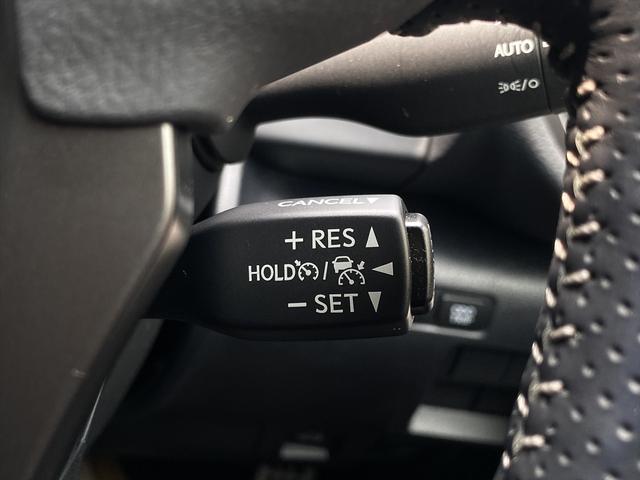 AUTO
CANCEL▼
+ RES ▲
HOLD / ◀
− SET ▼